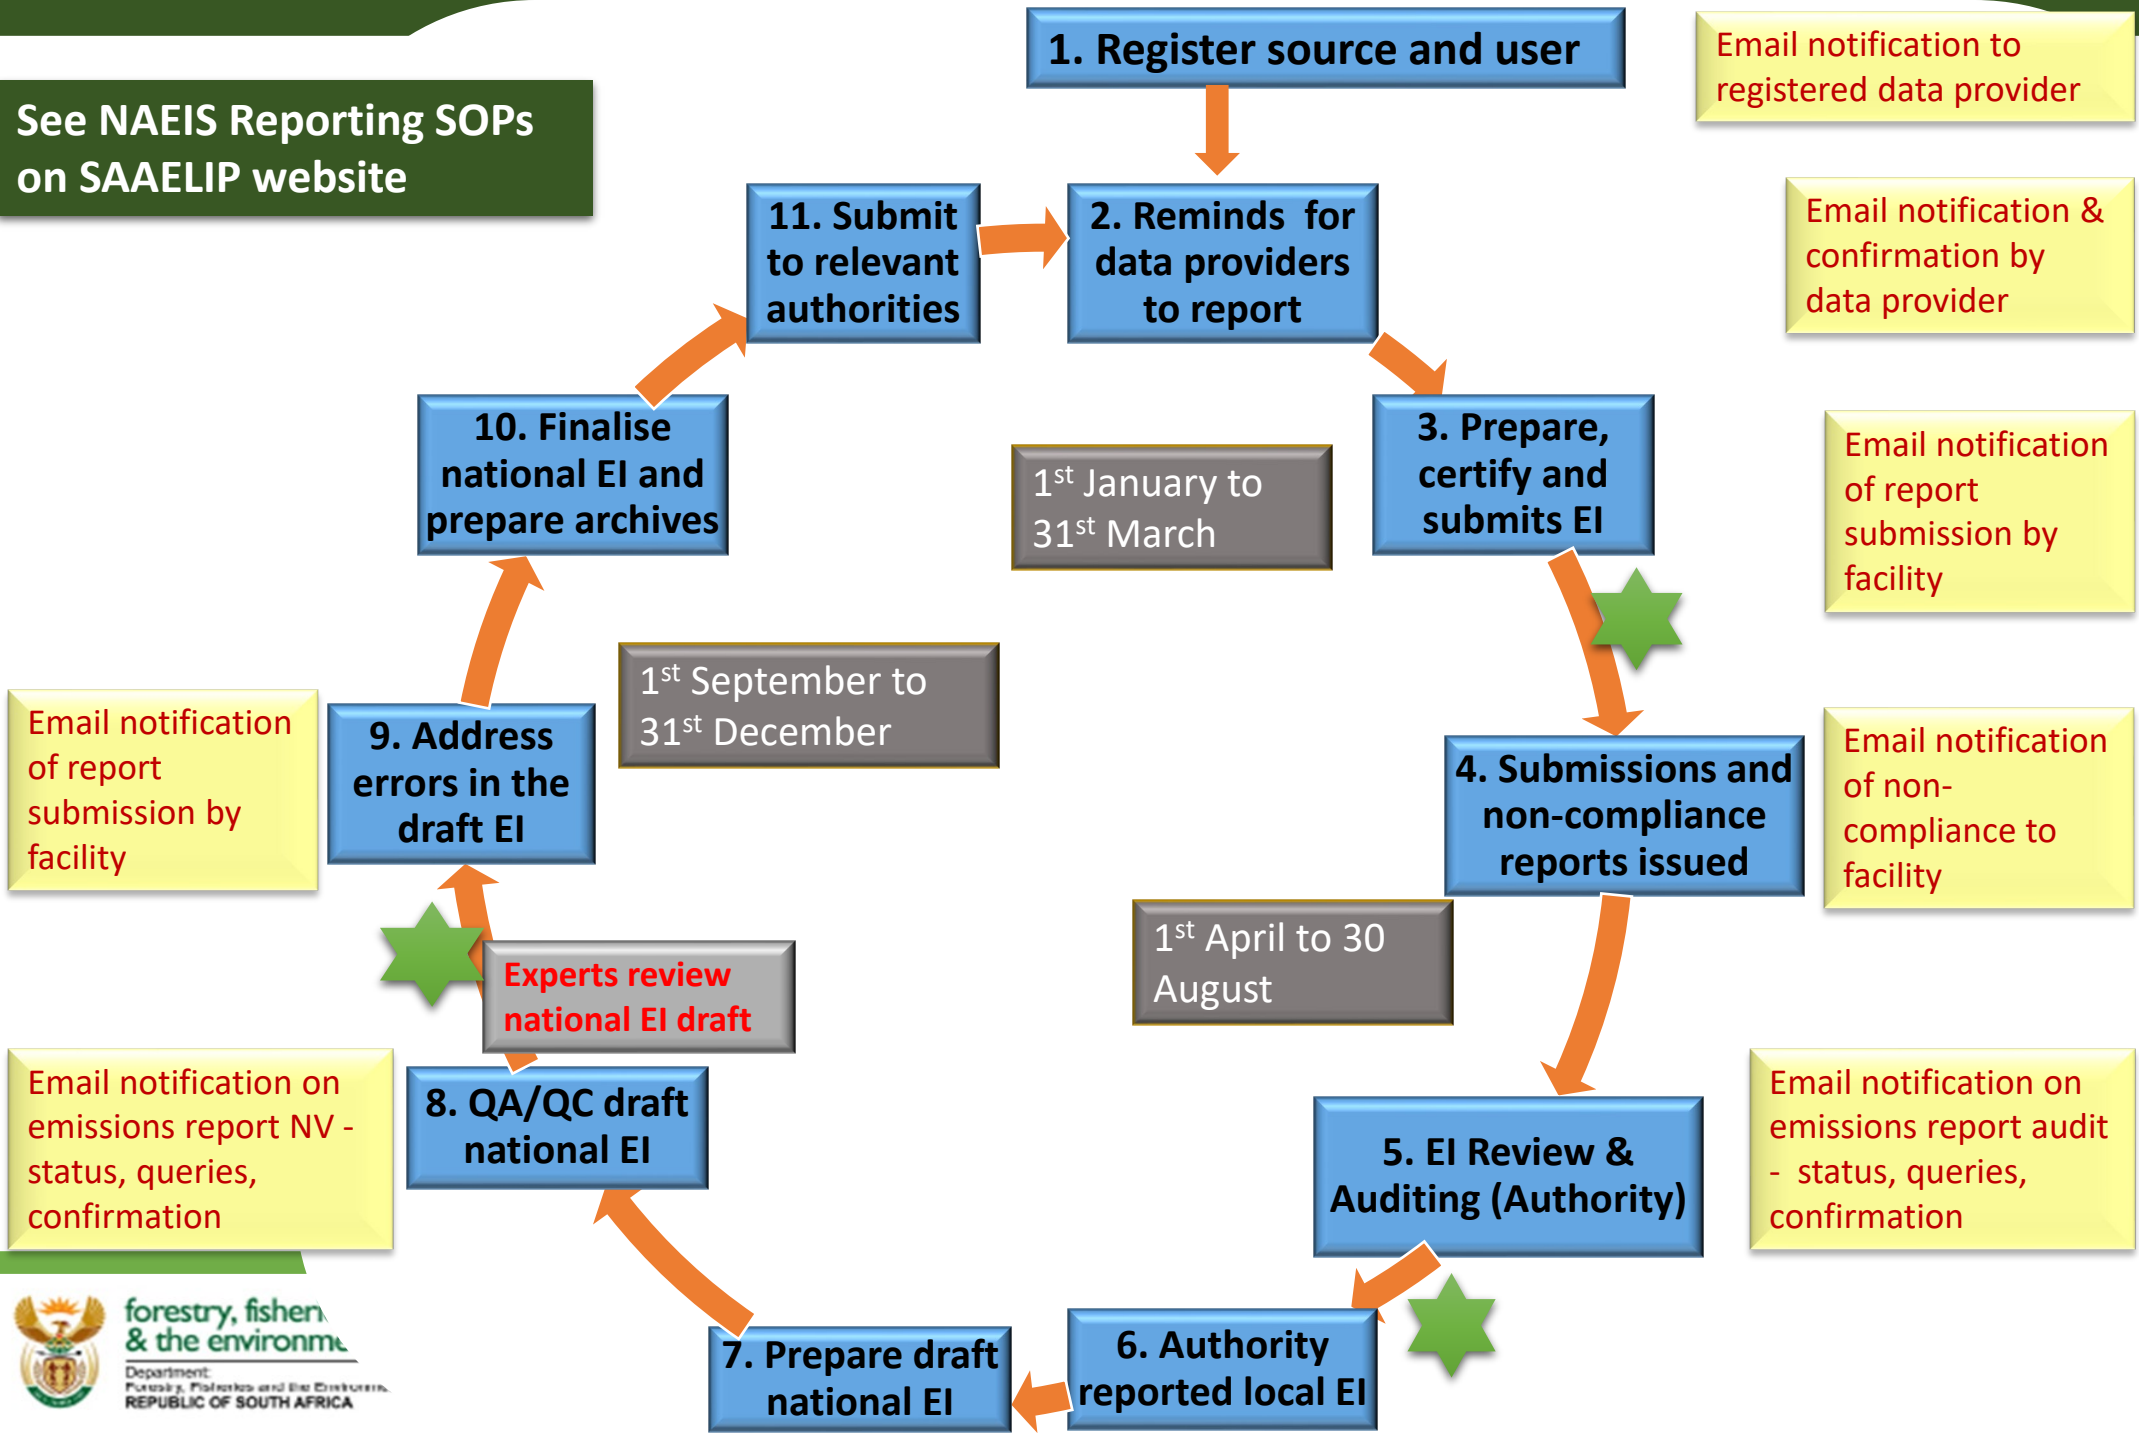 See NAEIS Reporting SOPs
on SAAELIP website
1. Register source and user
Email notification to
registered data provider
11. Submit
to relevant
authorities
2. Reminds  for
data providers
to report
Email notification &
confirmation by
data provider
10. Finalise
national EI and
prepare archives
1st January to
31st March
3. Prepare,
certify and
submits EI
Email notification
of report
submission by
facility
1st September to
31st December
Email notification
of report
submission by
facility
9. Address
errors in the
draft EI
4. Submissions and
non-compliance
reports issued
Email notification
of non-
compliance to
facility
1st April to 30
August
Experts review
national EI draft
Email notification on
emissions report NV -
status, queries,
confirmation
8. QA/QC draft
national EI
5. EI Review &
Auditing (Authority)
Email notification on
emissions report audit
-  status, queries,
confirmation
7. Prepare draft
national EI
6. Authority
reported local EI
forestry,
& the
Department:
Forestry, Fisheries and the
REPUBLIC OF SOUTH AFRICA